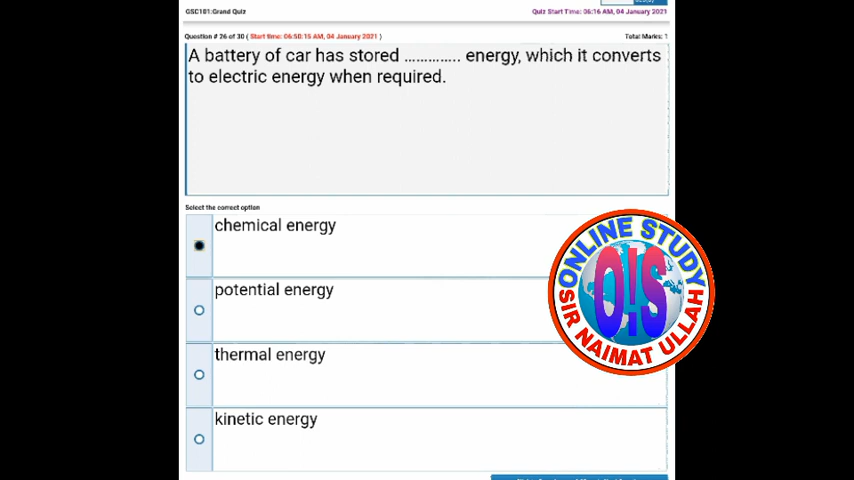 GSC101:Grand Quiz
Quiz Start Time: 06:16 AM, 04 January 2021
Question # 26 of 30 ( Start time: 06:50:15 AM, 04 January 2021 )
Total Marks: 1
A battery of car has stored ………….. energy, which it converts
to electric energy when required.
Select the correct option
chemical energy
potential energy
thermal energy
kinetic energy
ONLINE STUDY
O!S
SIR NAIMAT ULLAH